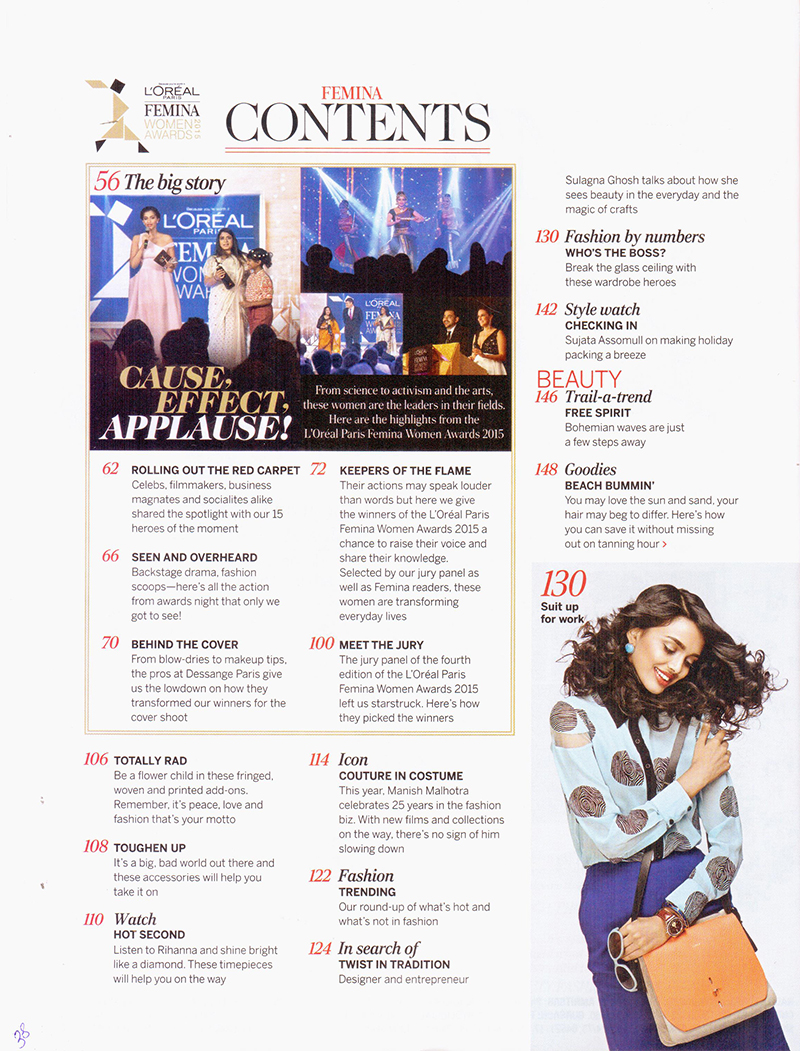 L'ORÉAL
PARIS
FEMINA
WOMEN
AWARDS
2015
FEMINA
CONTENTS
56 The big story
Because you're worth it
L'ORÉAL
PARIS
FEMINA
WOMEN
AWARDS
L'ORÉAL
CAUSE,
EFFECT,
APPLAUSE!
From science to activism and the arts,
these women are the leaders in their fields.
Here are the highlights from the
L'Oréal Paris Femina Women Awards 2015
62 ROLLING OUT THE RED CARPET
Celebs, filmmakers, business
magnates and socialites alike
shared the spotlight with our 15
heroes of the moment
66 SEEN AND OVERHEARD
Backstage drama, fashion
scoops—here's all the action
from awards night that only we
got to see!
70 BEHIND THE COVER
From blow-dries to makeup tips,
the pros at Dessange Paris give
us the lowdown on how they
transformed our winners for the
cover shoot
72 KEEPERS OF THE FLAME
Their actions may speak louder
than words but here we give
the winners of the L'Oréal Paris
Femina Women Awards 2015 a
chance to raise their voice and
share their knowledge.
Selected by our jury panel as
well as Femina readers, these
women are transforming
everyday lives
100 MEET THE JURY
The jury panel of the fourth
edition of the L'Oréal Paris
Femina Women Awards 2015
left us starstruck. Here's how
they picked the winners
106 TOTALLY RAD
Be a flower child in these fringed,
woven and printed add-ons.
Remember, it's peace, love and
fashion that's your motto
108 TOUGHEN UP
It's a big, bad world out there and
these accessories will help you
take it on
110 Watch
HOT SECOND
Listen to Rihanna and shine bright
like a diamond. These timepieces
will help you on the way
114 Icon
COUTURE IN COSTUME
This year, Manish Malhotra
celebrates 25 years in the fashion
biz. With new films and collections
on the way, there's no sign of him
slowing down
122 Fashion
TRENDING
Our round-up of what's hot and
what's not in fashion
124 In search of
TWIST IN TRADITION
Designer and entrepreneur
Sulagna Ghosh talks about how she
sees beauty in the everyday and the
magic of crafts
130 Fashion by numbers
WHO'S THE BOSS?
Break the glass ceiling with
these wardrobe heroes
142 Style watch
CHECKING IN
Sujata Assomull on making holiday
packing a breeze
BEAUTY
146 Trail-a-trend
FREE SPIRIT
Bohemian waves are just
a few steps away
148 Goodies
BEACH BUMMIN'
You may love the sun and sand, your
hair may beg to differ. Here's how
you can save it without missing
out on tanning hour >
130
Suit up
for work